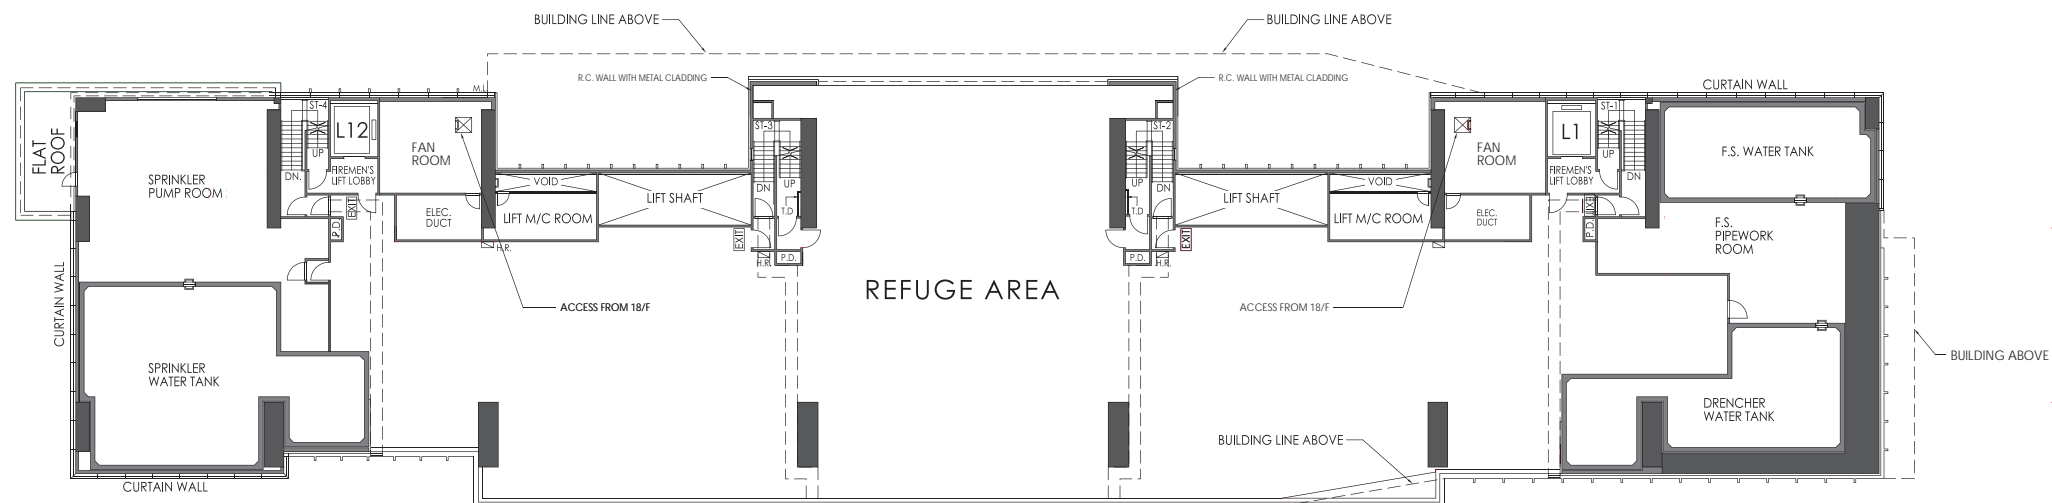 BUILDING LINE ABOVE
BUILDING LINE ABOVE
R.C. WALL WITH METAL CLADDING
R.C. WALL WITH METAL CLADDING
M.L.
CURTAIN WALL
FLAT
ROOF
ST-4
L12
UP
DN.
FIREMEN'S
LIFT LOBBY
FAN
ROOM
SPRINKLER
PUMP ROOM
EXIT
P.D.
ELEC.
DUCT
H.R.
VOID
LIFT M/C ROOM
LIFT SHAFT
ST-3
DN
UP
T.D
EXIT
H.R.
P.D.
ST-2
UP
DN
T.D
P.D.
H.R.
EXIT
LIFT SHAFT
VOID
LIFT M/C ROOM
FAN
ROOM
ELEC.
DUCT
L1
FIREMEN'S
LIFT LOBBY
ST-1
UP
DN
EXIT
P.D.
F.S. WATER TANK
F.S.
PIPEWORK
ROOM
REFUGE AREA
ACCESS FROM 18/F
ACCESS FROM 18/F
CURTAIN WALL
SPRINKLER
WATER TANK
BUILDING ABOVE
DRENCHER
WATER TANK
BUILDING LINE ABOVE
CURTAIN WALL